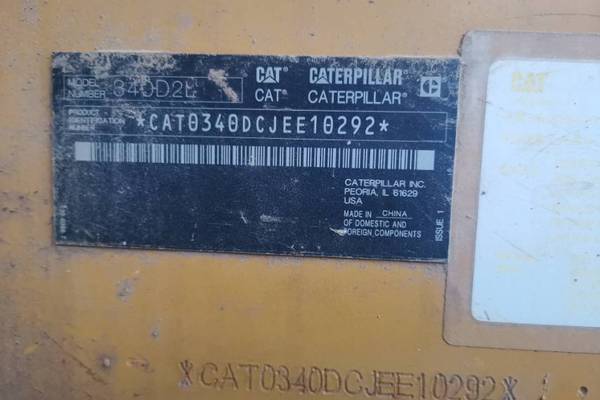 MODEL NUMBER 340D2L
CAT® CATERPILLAR®
CAT® CATERPILLAR®
PRODUCT IDENTIFICATION NUMBER *CAT0340DCJEE10292*
CATERPILLAR INC.
PEORIA, IL 61629
USA
MADE IN CHINA
OF DOMESTIC AND
FOREIGN COMPONENTS
ISSUE 1
CAT
*CAT0340DCJEE10292*